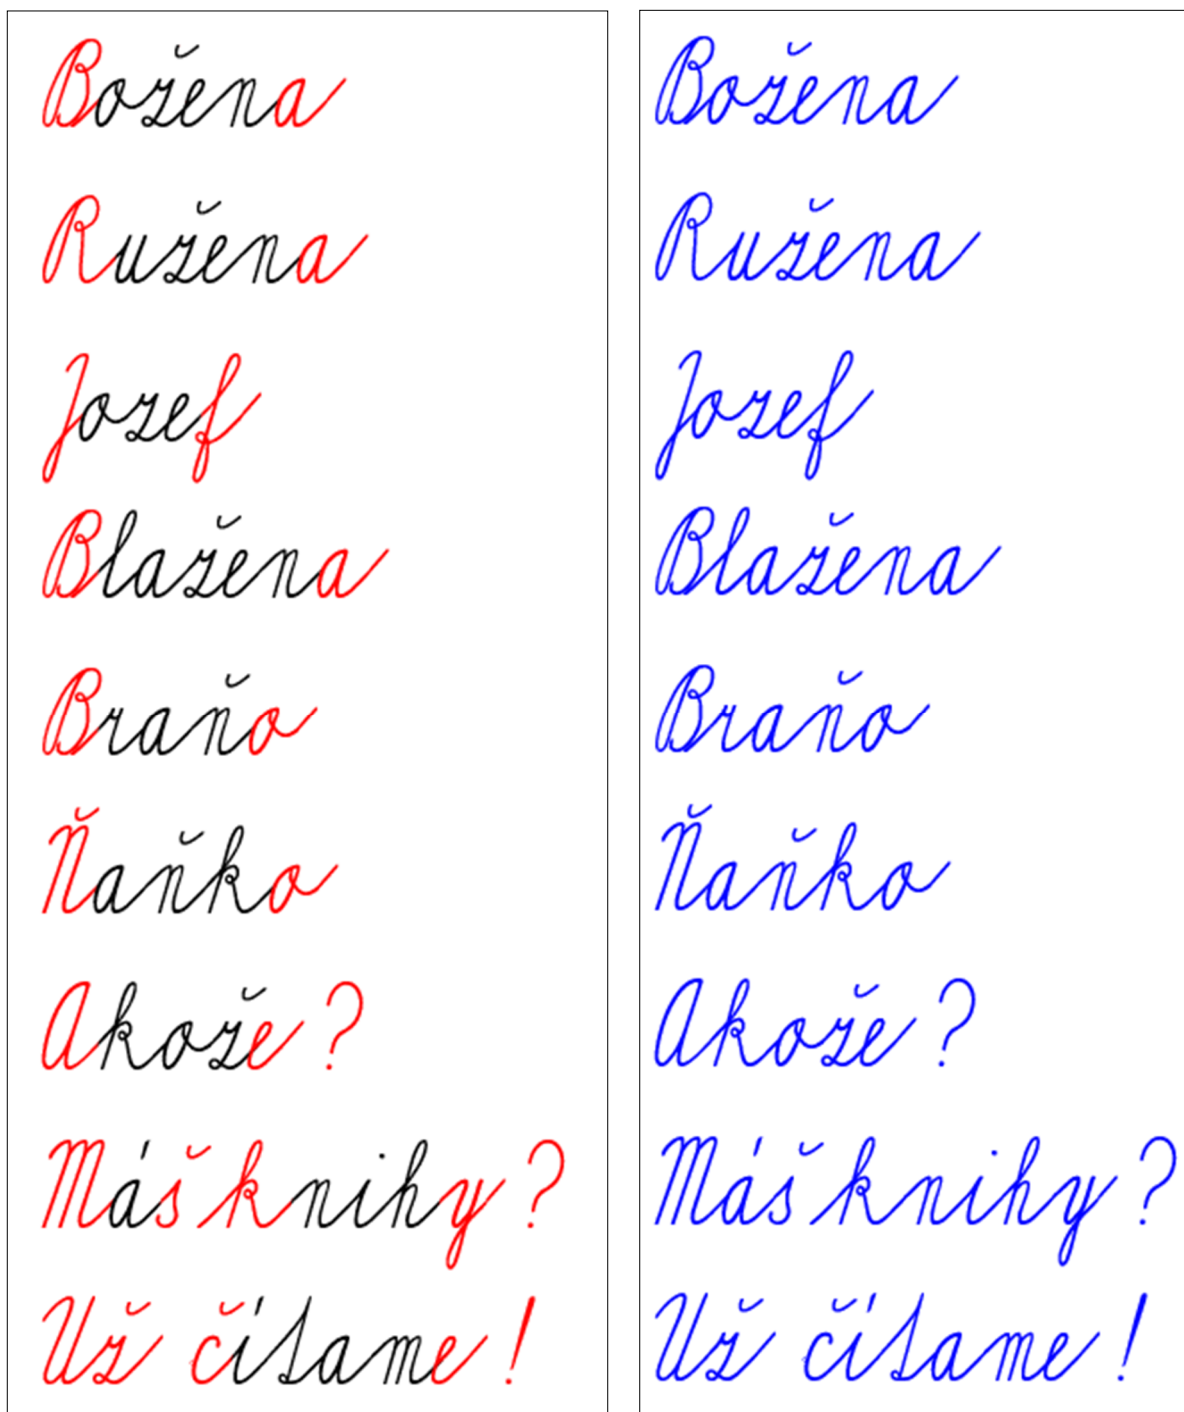 Božena
Ružena
Jozef
Blažena
Braňo
Ňaňko
Akože ?
Máš knihy ?
Už čítame !
Božena
Ružena
Jozef
Blažena
Braňo
Ňaňko
Akože ?
Máš knihy ?
Už čítame !